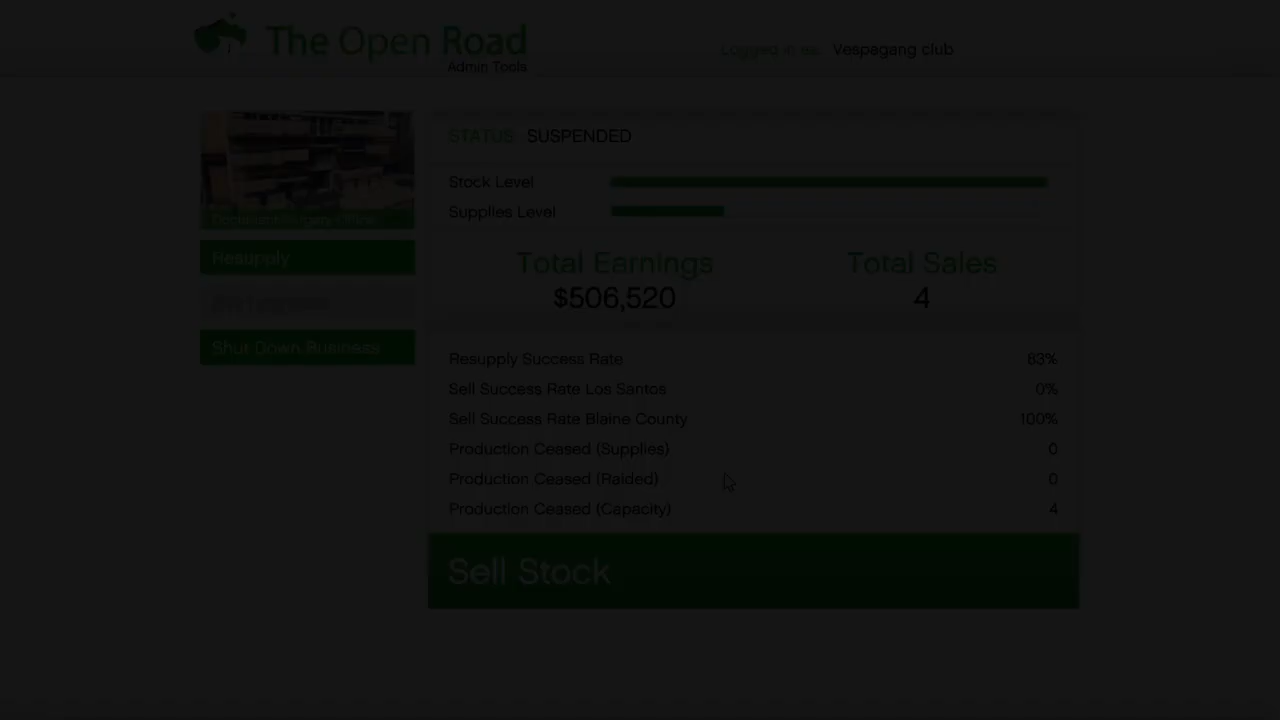 The Open Road
Admin Tools
Logged in as: Vespagang club
STATUS: SUSPENDED
Stock Level
Supplies Level
Document Forgery Office
Resupply
Total Earnings
Total Sales
$506,520
4
Shut Down Business
Resupply Success Rate 83%
Sell Success Rate Los Santos 0%
Sell Success Rate Blaine County 100%
Production Ceased (Supplies) 0
Production Ceased (Raided) 0
Production Ceased (Capacity) 4
Sell Stock